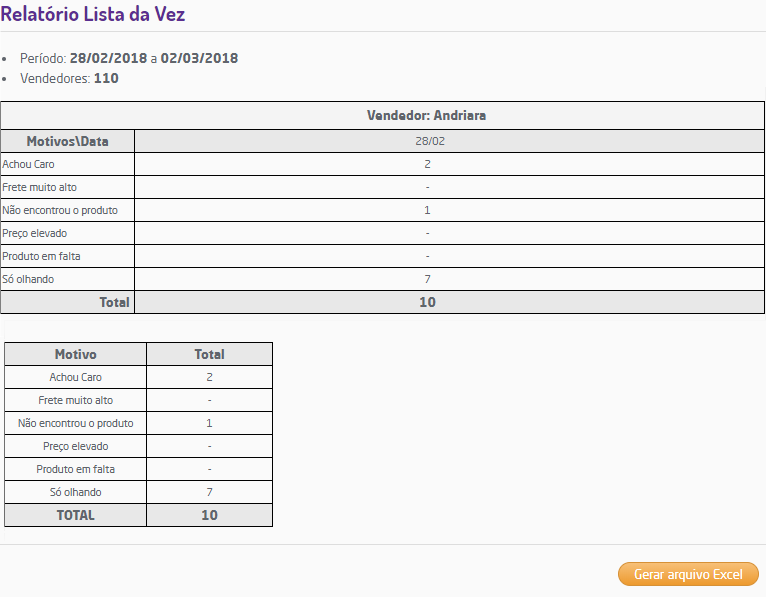 Relatório Lista da Vez
• Período: 28/02/2018 a 02/03/2018
• Vendedores: 110
Vendedor: Andriara
Motivos\Data 28/02
Achou Caro 2
Frete muito alto -
Não encontrou o produto 1
Preço elevado -
Produto em falta -
Só olhando 7
Total 10
Motivo Total
Achou Caro 2
Frete muito alto -
Não encontrou o produto 1
Preço elevado -
Produto em falta -
Só olhando 7
TOTAL 10
Gerar arquivo Excel